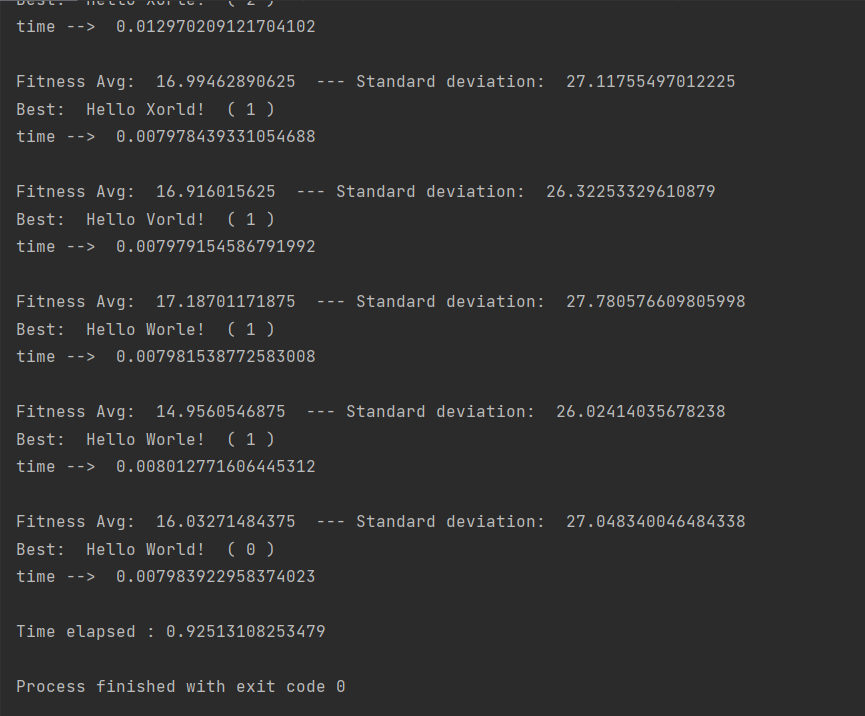 Best: Hello Xorle! ( 2 )
time --> 0.012970209121704102
Fitness Avg: 16.99462890625 --- Standard deviation: 27.11755497012225
Best: Hello Xorld! ( 1 )
time --> 0.007978439331054688
Fitness Avg: 16.916015625 --- Standard deviation: 26.32253329610879
Best: Hello Vorld! ( 1 )
time --> 0.007979154586791992
Fitness Avg: 17.18701171875 --- Standard deviation: 27.780576609805998
Best: Hello Worle! ( 1 )
time --> 0.007981538772583008
Fitness Avg: 14.9560546875 --- Standard deviation: 26.02414035678238
Best: Hello Worle! ( 1 )
time --> 0.008012771606445312
Fitness Avg: 16.03271484375 --- Standard deviation: 27.048340046484338
Best: Hello World! ( 0 )
time --> 0.007983922958374023
Time elapsed : 0.92513108253479
Process finished with exit code 0